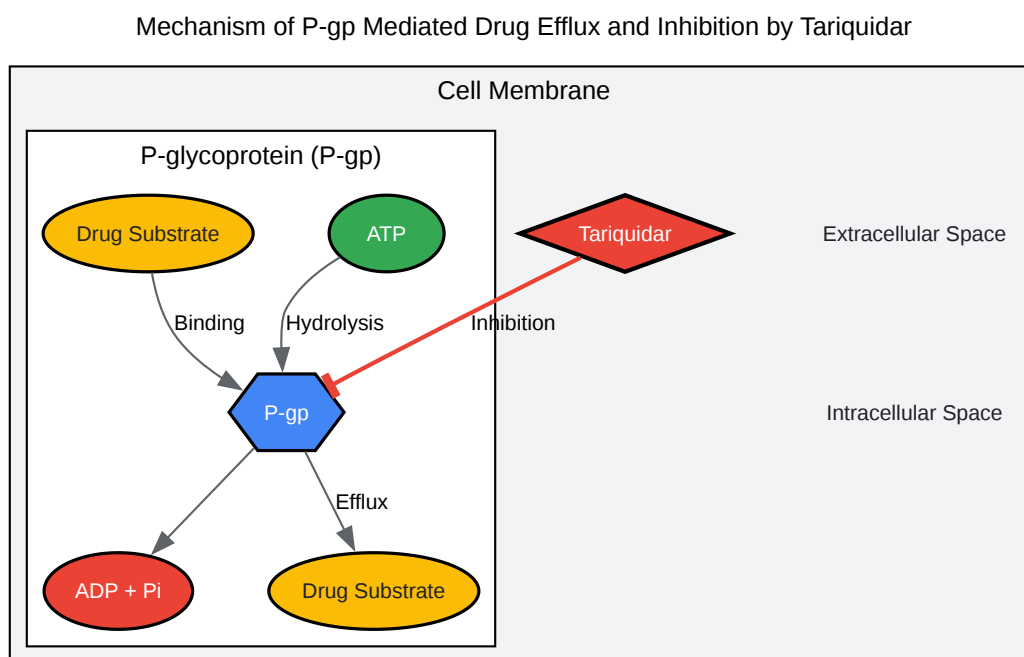 Mechanism of P-gp Mediated Drug Efflux and Inhibition by Tariquidar
Cell Membrane
P-glycoprotein (P-gp)
Drug Substrate
ATP
Tariquidar
Extracellular Space
Binding
Hydrolysis
Inhibition
P-gp
Intracellular Space
Efflux
ADP + Pi
Drug Substrate